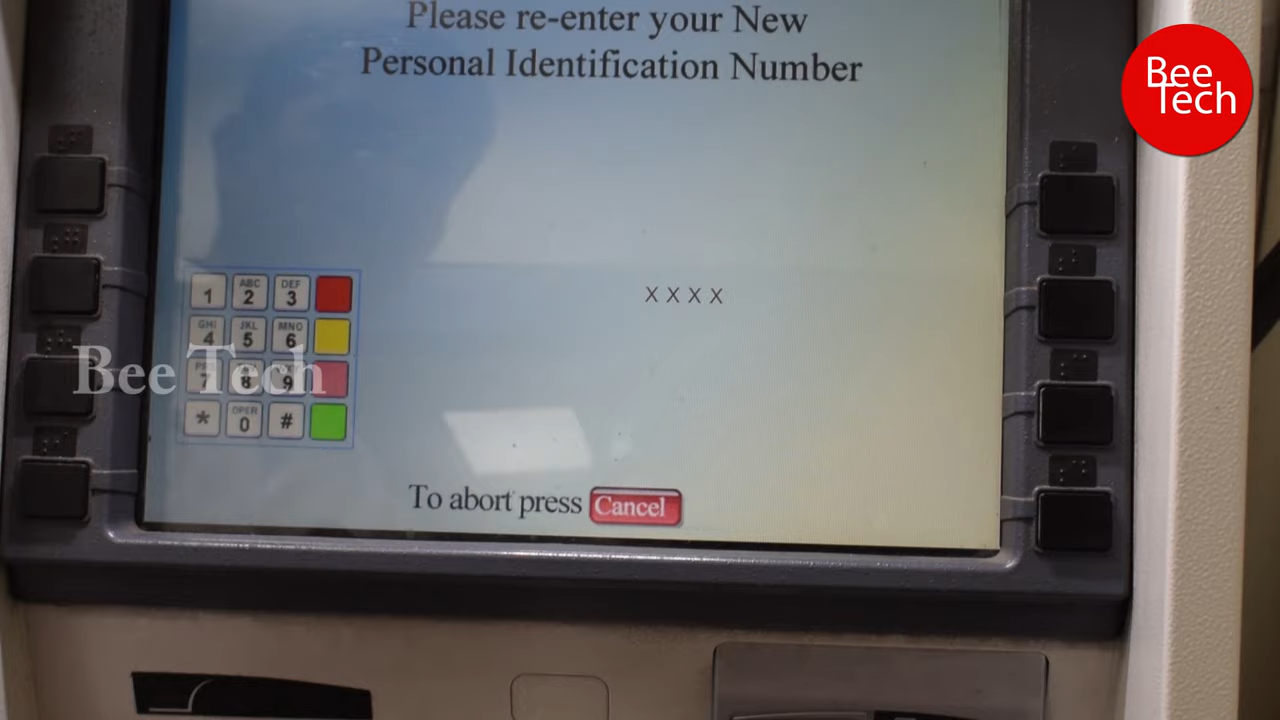 Please re-enter your New
Personal Identification Number
Bee
Tech
X X X X
1 ABC 2 DEF 3
GHI 4 JKL 5 MNO 6
7 8 9
* OPER 0 #
Bee Tech
To abort press Cancel